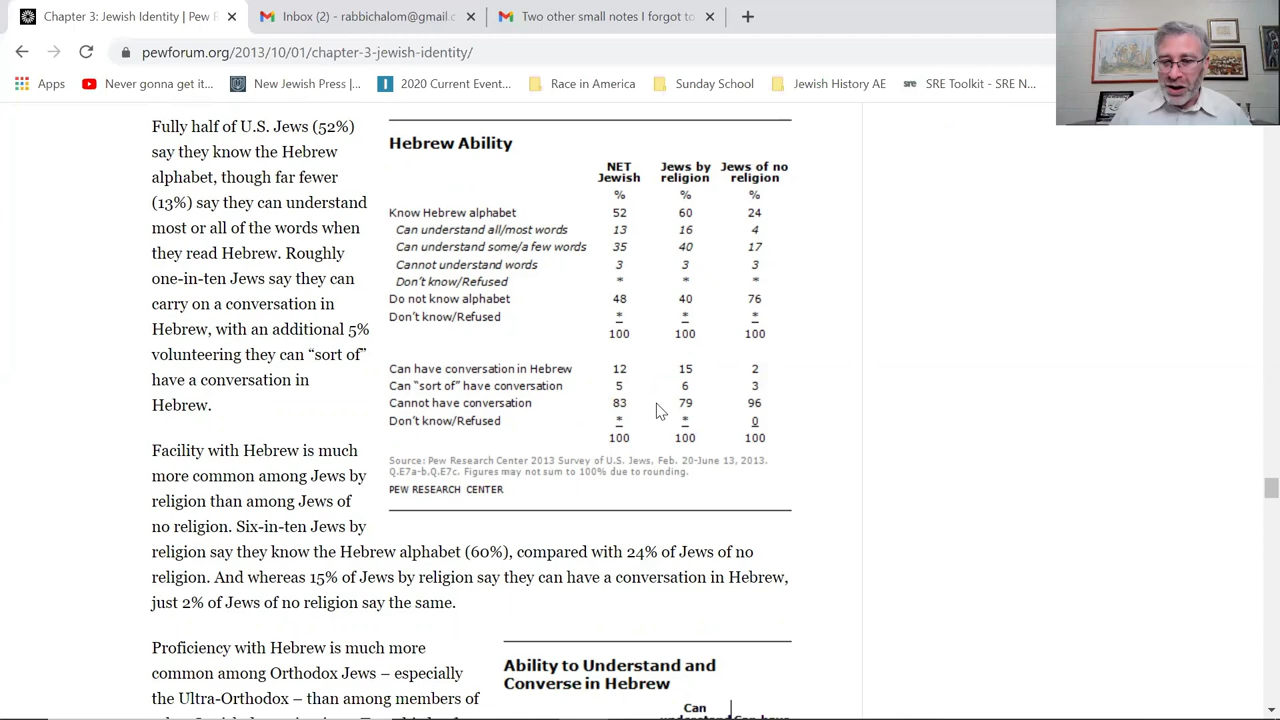 Chapter 3: Jewish Identity | Pew F
Inbox (2) - rabbichalom@gmail.
Two other small notes I forgot to
pewforum.org/2013/10/01/chapter-3-jewish-identity/
Apps
Never gonna get it...
New Jewish Press |...
2020 Current Event...
Race in America
Sunday School
Jewish History AE
SRE Toolkit - SRE N...
Fully half of U.S. Jews (52%)
say they know the Hebrew
alphabet, though far fewer
(13%) say they can understand
most or all of the words when
they read Hebrew. Roughly
one-in-ten Jews say they can
carry on a conversation in
Hebrew, with an additional 5%
volunteering they can “sort of”
have a conversation in
Hebrew.
Hebrew Ability
NET Jews by Jews of no
Jewish religion religion
% % %
Know Hebrew alphabet 52 60 24
Can understand all/most words 13 16 4
Can understand some/a few words 35 40 17
Cannot understand words 3 3 3
Don't know/Refused * * *
Do not know alphabet 48 40 76
Don't know/Refused * * *
100 100 100
Can have conversation in Hebrew 12 15 2
Can "sort of" have conversation 5 6 3
Cannot have conversation 83 79 96
Don't know/Refused * * 0
100 100 100
Source: Pew Research Center 2013 Survey of U.S. Jews, Feb. 20-June 13, 2013.
Q.E7a-b,Q.E7c. Figures may not sum to 100% due to rounding.
PEW RESEARCH CENTER
Facility with Hebrew is much
more common among Jews by
religion than among Jews of
no religion. Six-in-ten Jews by
religion say they know the Hebrew alphabet (60%), compared with 24% of Jews of no
religion. And whereas 15% of Jews by religion say they can have a conversation in Hebrew,
just 2% of Jews of no religion say the same.
Proficiency with Hebrew is much more
common among Orthodox Jews – especially
the Ultra-Orthodox – than among members of
Ability to Understand and
Converse in Hebrew
Can